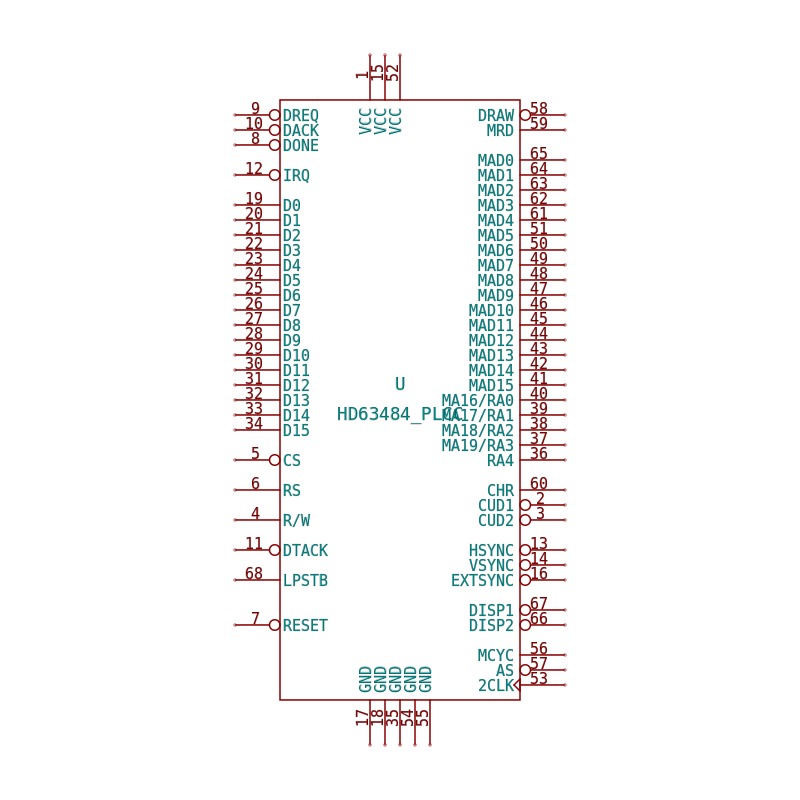 1 15 52
VCC VCC VCC
9 DREQ
10 DACK
8 DONE
12 IRQ
19 D0
20 D1
21 D2
22 D3
23 D4
24 D5
25 D6
26 D7
27 D8
28 D9
29 D10
30 D11
31 D12
32 D13
33 D14
34 D15
5 CS
6 RS
4 R/W
11 DTACK
68 LPSTB
7 RESET
U
HD63484_PLCC
DRAW 58
MRD 59
MAD0 65
MAD1 64
MAD2 63
MAD3 62
MAD4 61
MAD5 51
MAD6 50
MAD7 49
MAD8 48
MAD9 47
MAD10 46
MAD11 45
MAD12 44
MAD13 43
MAD14 42
MAD15 41
MA16/RA0 40
MA17/RA1 39
MA18/RA2 38
MA19/RA3 37
RA4 36
CHR 60
CUD1 2
CUD2 3
HSYNC 13
VSYNC 14
EXTSYNC 16
DISP1 67
DISP2 66
MCYC 56
AS 57
2CLK 53
GND GND GND GND GND
17 18 35 54 55